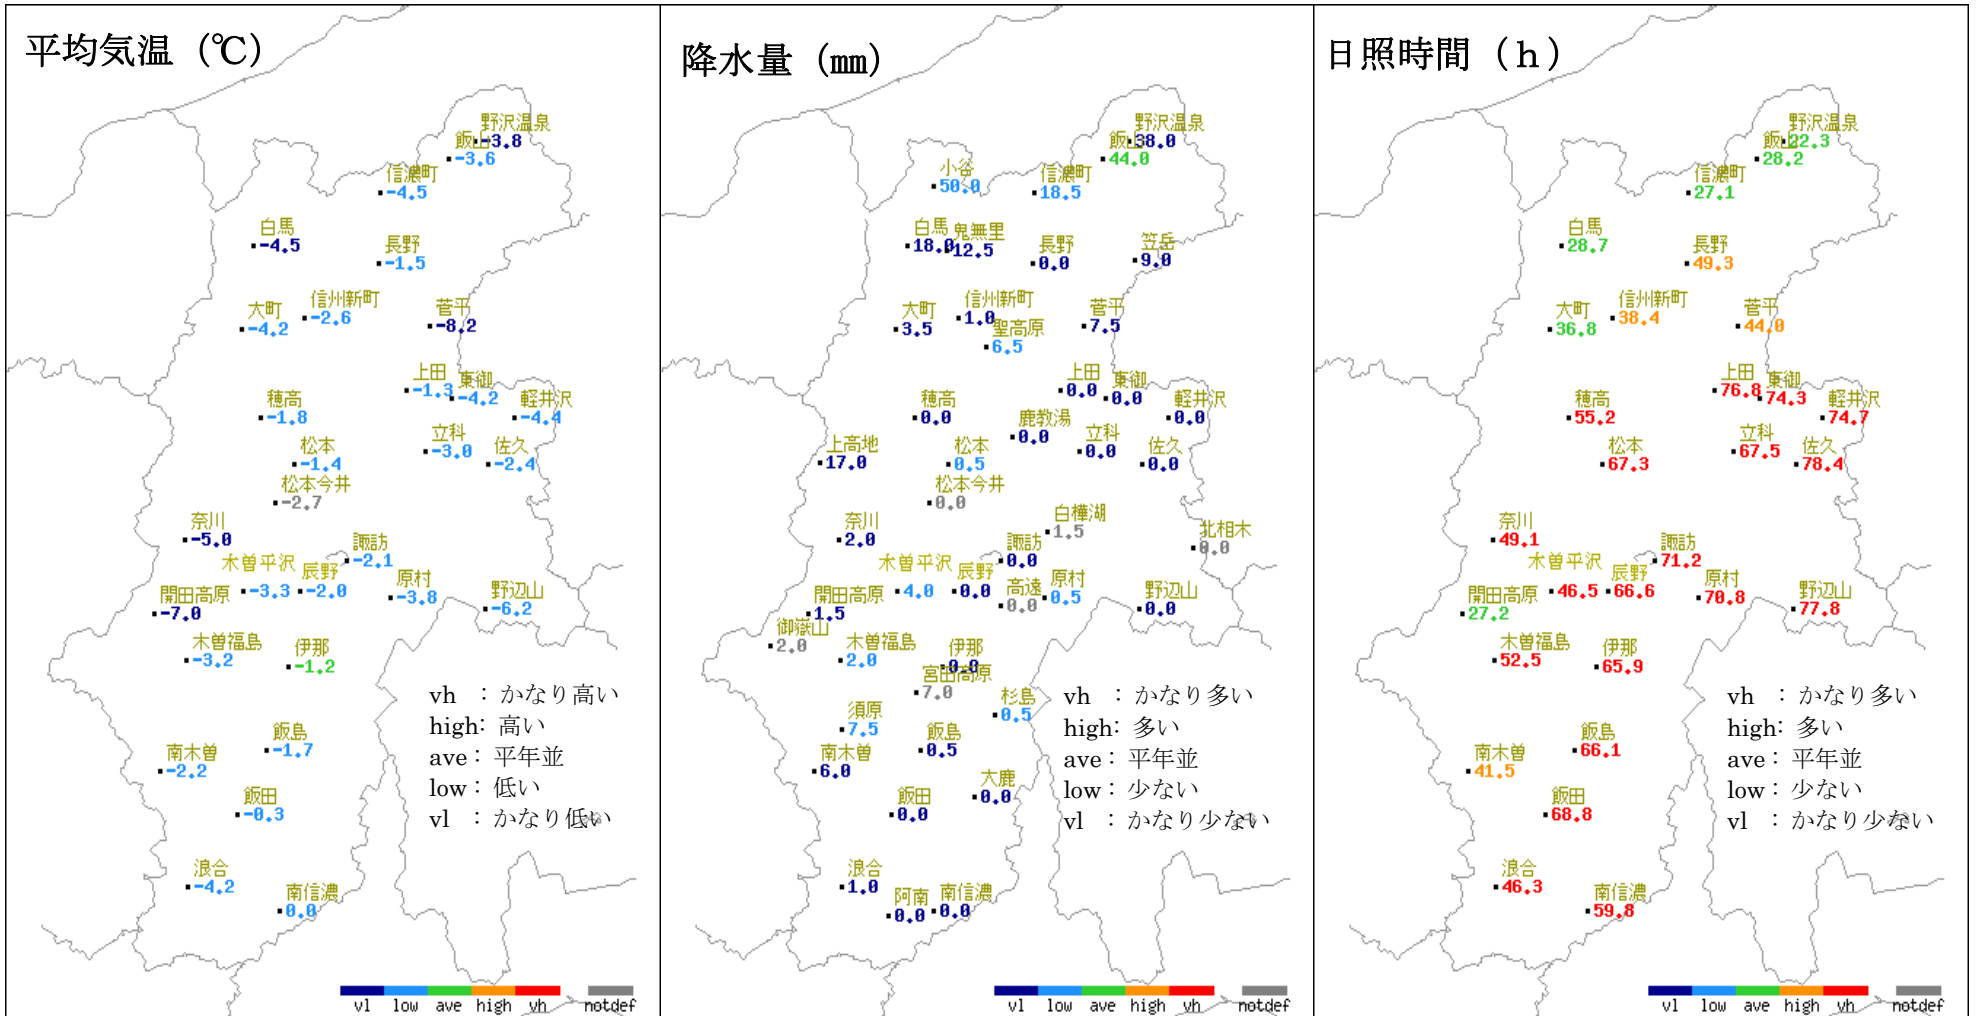 平均気温（℃）
野沢温泉
-3.8
飯山
-3.6
信濃町
-4.5
白馬
-4.5
長野
-1.5
大町
-4.2
信州新町
-2.6
菅平
-8.2
上田
-1.3
東御
-4.2
軽井沢
-4.4
穂高
-1.8
松本
-1.4
立科
-3.0
佐久
-2.4
松本今井
-2.7
奈川
-5.0
諏訪
-2.1
木曽平沢
-3.3
辰野
-2.0
原村
-3.8
野辺山
-6.2
開田高原
-7.0
木曽福島
-3.2
伊那
-1.2
飯島
-1.7
南木曽
-2.2
飯田
-0.3
浪合
-4.2
南信濃
0.0
vh ：かなり高い
high: 高い
ave：平年並
low：低い
vl ：かなり低い
vl low ave high vh notdef
降水量（mm）
野沢温泉
38.0
飯山
44.0
小谷
50.0
信濃町
18.5
白馬
18.0
鬼無里
12.5
長野
0.0
笠岳
9.0
大町
3.5
信州新町
1.0
菅平
7.5
聖高原
6.5
上田
0.0
東御
0.0
軽井沢
0.0
穂高
0.0
鹿教湯
0.0
上高地
17.0
松本
0.5
立科
0.0
佐久
0.0
松本今井
0.0
奈川
2.0
白樺湖
1.5
北相木
0.0
諏訪
0.0
木曽平沢
4.0
辰野
0.0
高遠
0.0
原村
0.5
野辺山
0.0
開田高原
1.5
御嶽山
2.0
木曽福島
2.0
伊那
0.0
宮田高原
7.0
杉島
0.5
須原
7.5
飯島
0.5
南木曽
6.0
大鹿
0.0
飯田
0.0
浪合
1.0
阿南
0.0
南信濃
0.0
vh ：かなり多い
high: 多い
ave：平年並
low：少ない
vl ：かなり少ない
vl low ave high vh notdef
日照時間（ｈ）
野沢温泉
22.3
飯山
28.2
信濃町
27.1
白馬
28.7
長野
49.3
大町
36.8
信州新町
38.4
菅平
44.0
上田
76.8
東御
74.3
軽井沢
74.7
穂高
55.2
松本
67.3
立科
67.5
佐久
78.4
奈川
49.1
諏訪
71.2
木曽平沢
46.5
辰野
66.6
原村
70.8
野辺山
77.8
開田高原
27.2
木曽福島
52.5
伊那
65.9
飯島
66.1
南木曽
41.5
飯田
68.8
浪合
46.3
南信濃
59.8
vh ：かなり多い
high: 多い
ave：平年並
low：少ない
vl ：かなり少ない
vl low ave high vh notdef